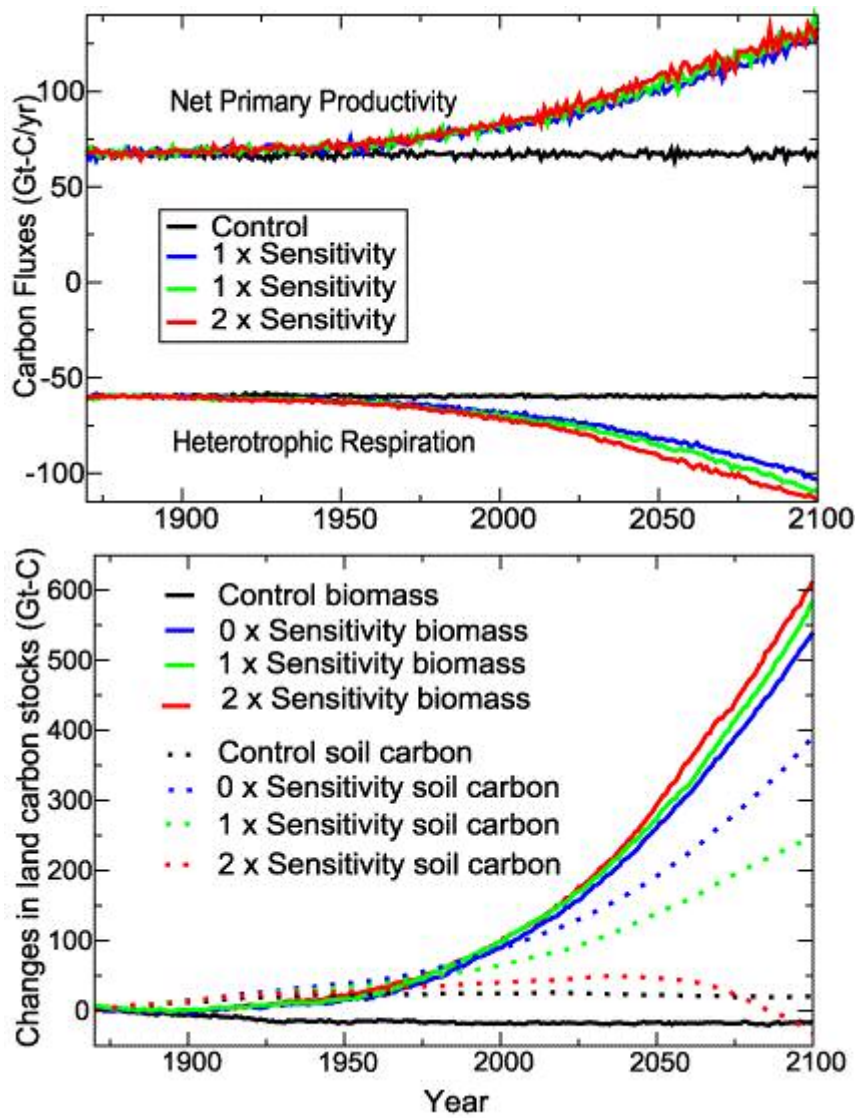 Carbon Fluxes (Gt-C/yr)
100
50
0
-50
-100
Net Primary Productivity
Control
1 x Sensitivity
1 x Sensitivity
2 x Sensitivity
Heterotrophic Respiration
1900 1950 2000 2050 2100
Changes in land carbon stocks (Gt-C)
600
500
400
300
200
100
0
Control biomass
0 x Sensitivity biomass
1 x Sensitivity biomass
2 x Sensitivity biomass
Control soil carbon
0 x Sensitivity soil carbon
1 x Sensitivity soil carbon
2 x Sensitivity soil carbon
1900 1950 2000 2050 2100
Year